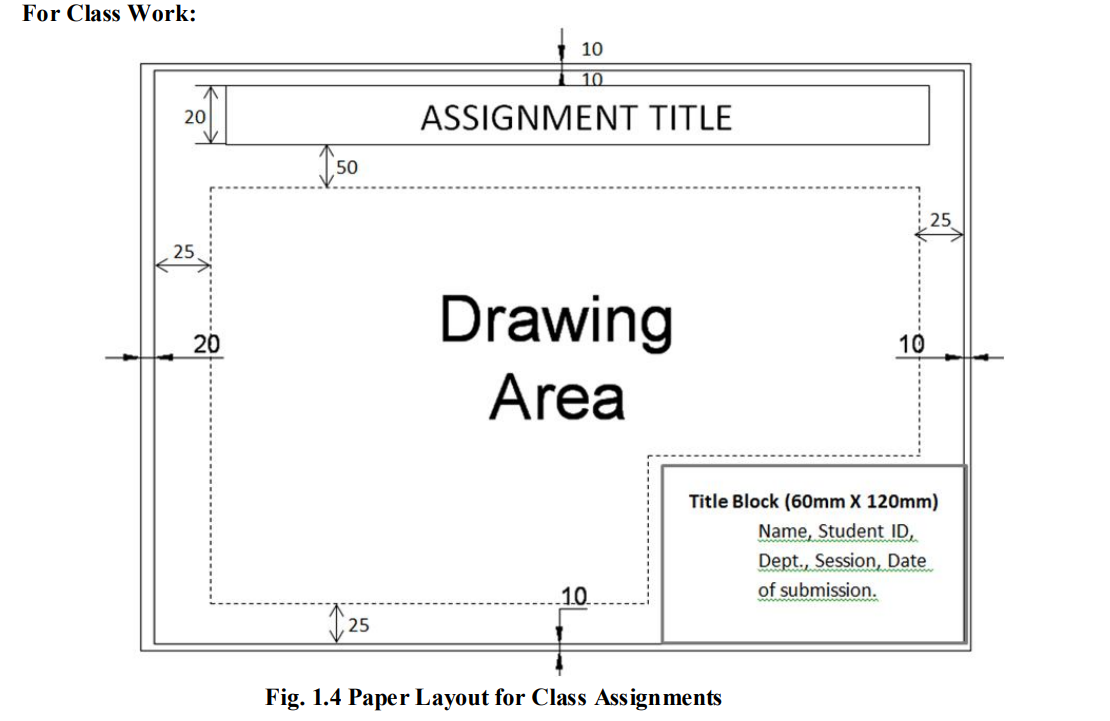 For Class Work:
10
10
20
ASSIGNMENT TITLE
50
25
25
Drawing
20
10
Area
Title Block (60mm X 120mm)
Name, Student ID,
Dept., Session, Date
of submission.
10
25
Fig. 1.4 Paper Layout for Class Assignments